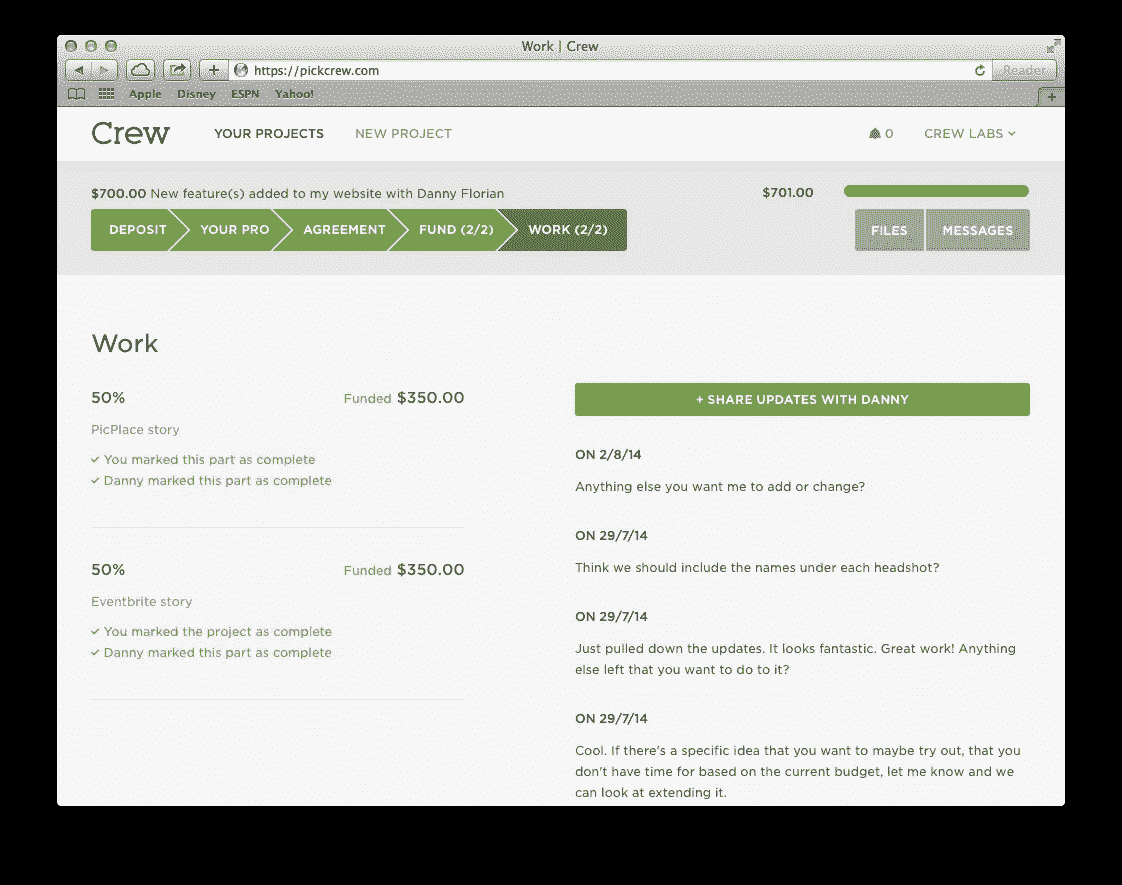 Work | Crew
https://pickcrew.com
Reader
Apple Disney ESPN Yahoo!
Crew YOUR PROJECTS NEW PROJECT 0 CREW LABS
$700.00 New feature(s) added to my website with Danny Florian $701.00
DEPOSIT YOUR PRO AGREEMENT FUND (2/2) WORK (2/2) FILES MESSAGES
Work
50% Funded $350.00
PicPlace story
✓ You marked this part as complete
✓ Danny marked this part as complete
50% Funded $350.00
Eventbrite story
✓ You marked the project as complete
✓ Danny marked this part as complete
+ SHARE UPDATES WITH DANNY
ON 2/8/14
Anything else you want me to add or change?
ON 29/7/14
Think we should include the names under each headshot?
ON 29/7/14
Just pulled down the updates. It looks fantastic. Great work! Anything
else left that you want to do to it?
ON 29/7/14
Cool. If there's a specific idea that you want to maybe try out, that you
don't have time for based on the current budget, let me know and we
can look at extending it.